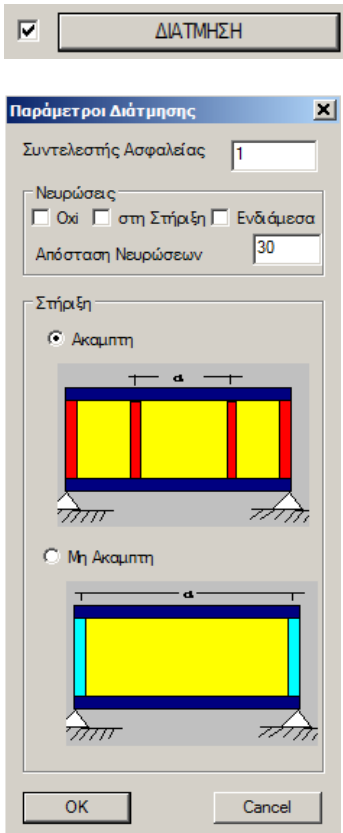 ΔΙΑΤΜΗΣΗ
Παράμετροι Διάτμησης
Συντελεστής Ασφαλείας 1
Νευρώσεις
Οχι στη Στήριξη Ενδιάμεσα
Απόσταση Νευρώσεων 30
Στήριξη
Ακαμπτη
d
Μη Ακαμπτη
d
OK Cancel